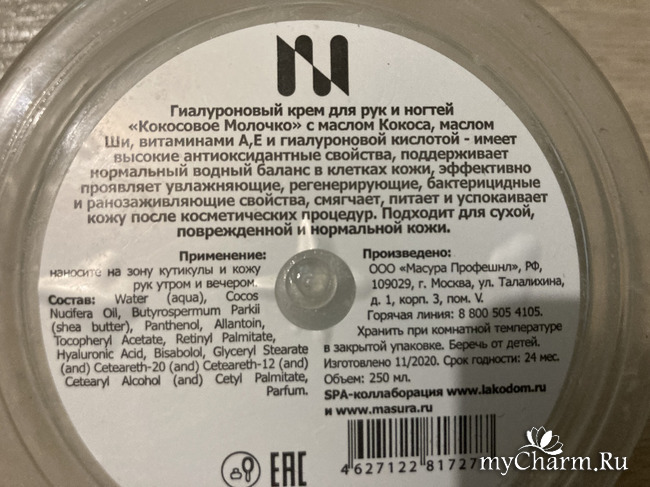 Гиалуроновый крем для рук и ногтей
«Кокосовое Молочко» с маслом Кокоса, маслом
Ши, витаминами А,Е и гиалуроновой кислотой - имеет
высокие антиоксидантные свойства, поддерживает
нормальный водный баланс в клетках кожи, эффективно
проявляет увлажняющие, регенерирующие, бактерицидные
и ранозаживляющие свойства, смягчает, питает и успокаивает
кожу после косметических процедур. Подходит для сухой,
поврежденной и нормальной кожи.
Применение:
наносите на зону кутикулы и кожу
рук утром и вечером.
Состав: Water (aqua), Cocos
Nucifera Oil, Butyrospermum Parkii
(shea butter), Panthenol, Allantoin,
Tocopheryl Acetate, Retinyl Palmitate,
Hyaluronic Acid, Bisabolol, Glyceryl Stearate
(and) Ceteareth-20 (and) Ceteareth-12 (and)
Cetearyl Alcohol (and) Cetyl Palmitate,
Parfum.
Произведено:
ООО «Масура Профешнл», РФ,
109029, г. Москва, ул. Талалихина,
д. 1, корп. 3, пом. V.
Горячая линия: 8 800 505 4105.
Хранить при комнатной температуре
в закрытой упаковке. Беречь от детей.
Изготовлено 11/2020. Срок годности: 24 мес.
Объем: 250 мл.
SPA-коллаборация www.lakodom.ru
и www.masura.ru
EAC
4 627122 81727
myCharm.Ru